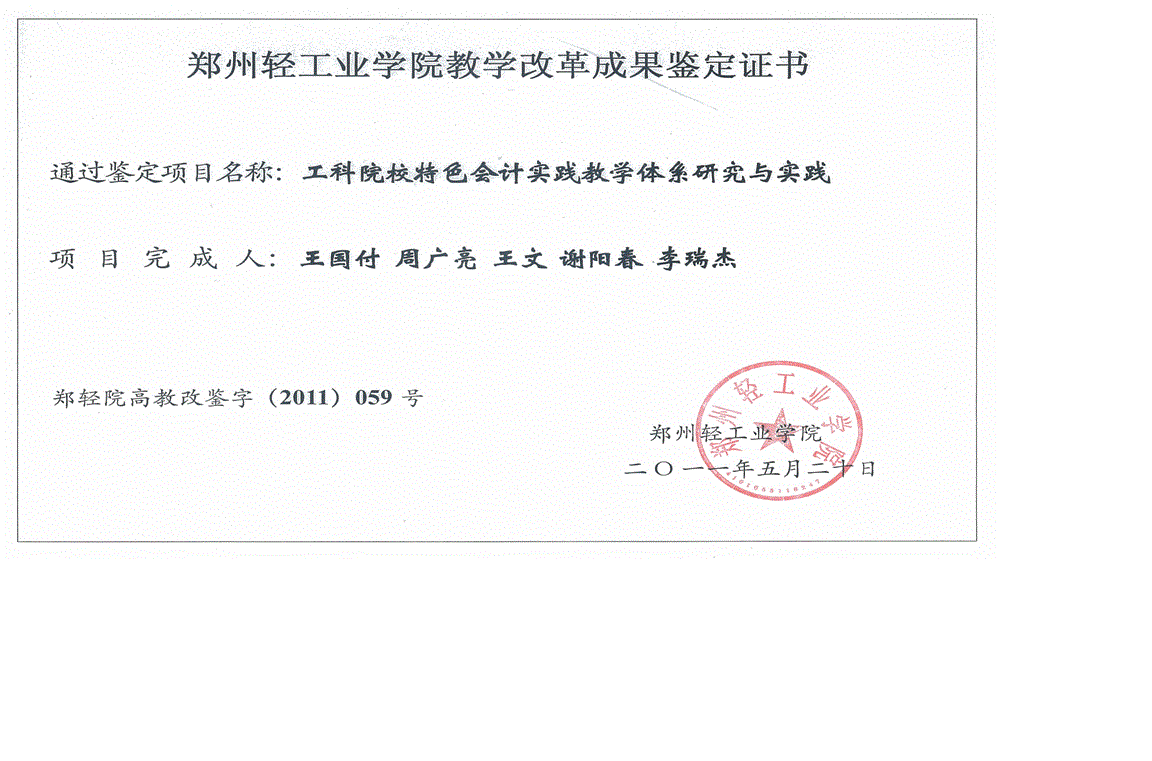 郑州轻工业学院教学改革成果鉴定证书
通过鉴定项目名称：工科院校特色会计实践教学体系研究与实践
项目完成人：王国付 周广亮 王文 谢阳春 李瑞杰
郑轻院高教改鉴字（2011）059 号
郑州轻工业学院
郑州轻工业学院
二〇一一年五月二十日